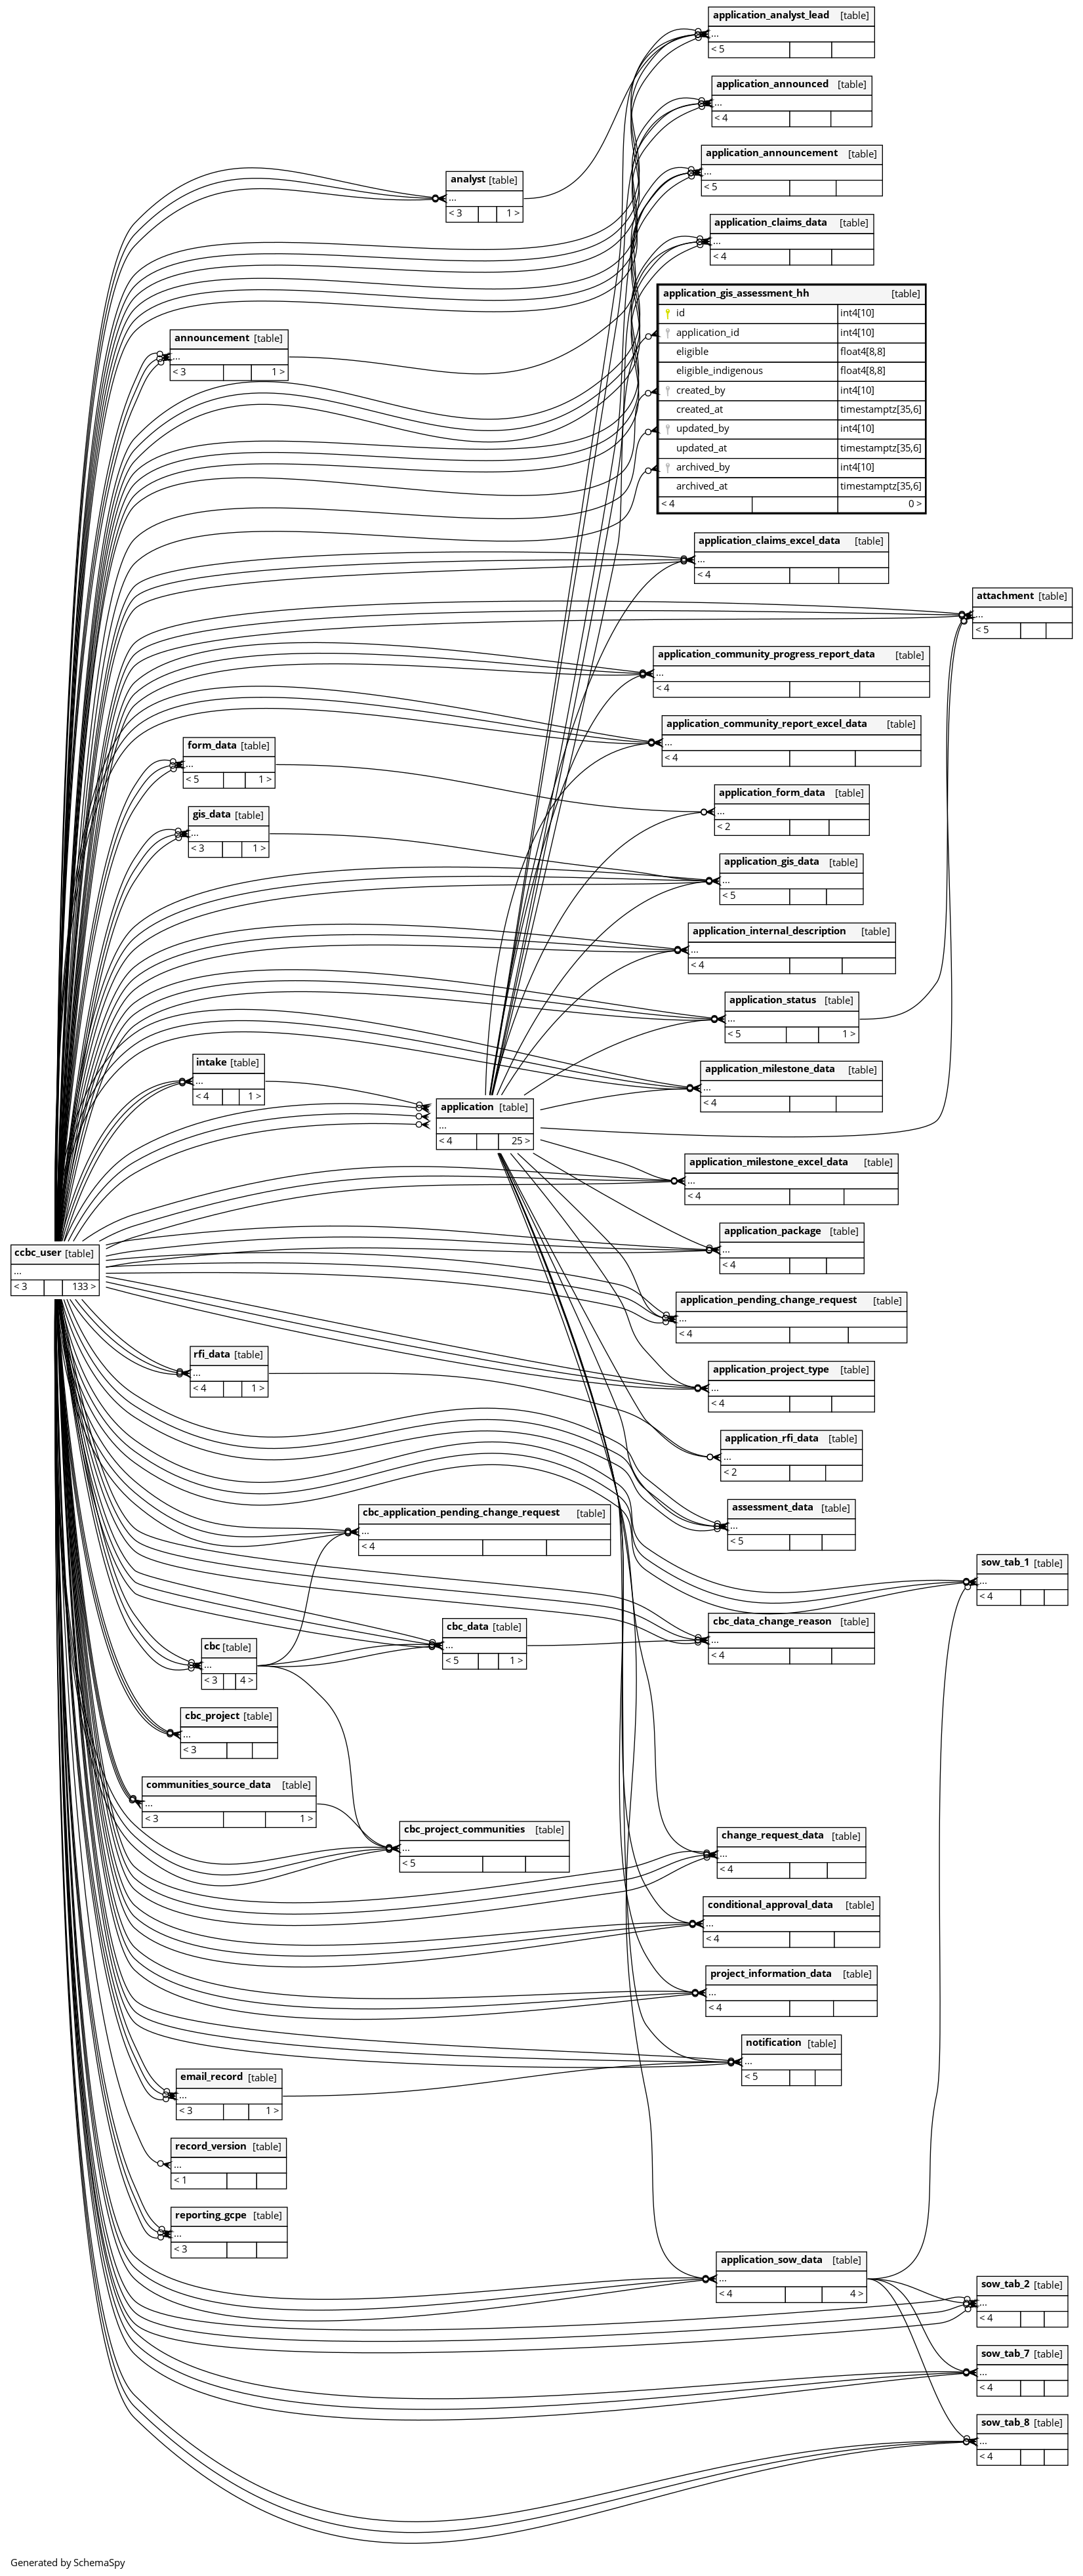 application_analyst_lead [table]
...
< 5
application_announced [table]
...
< 4
application_announcement [table]
...
< 5
analyst [table]
...
< 3 1 >
application_claims_data [table]
...
< 4
application_gis_assessment_hh [table]
id int4[10]
application_id int4[10]
eligible float4[8,8]
eligible_indigenous float4[8,8]
created_by int4[10]
created_at timestamptz[35,6]
updated_by int4[10]
updated_at timestamptz[35,6]
archived_by int4[10]
archived_at timestamptz[35,6]
< 4 0 >
announcement [table]
...
< 3 1 >
application_claims_excel_data [table]
...
< 4
attachment [table]
...
< 5
application_community_progress_report_data [table]
...
< 4
application_community_report_excel_data [table]
...
< 4
form_data [table]
...
< 5 1 >
application_form_data [table]
...
< 2
gis_data [table]
...
< 3 1 >
application_gis_data [table]
...
< 5
application_internal_description [table]
...
< 4
application_status [table]
...
< 5 1 >
intake [table]
...
< 4 1 >
application_milestone_data [table]
...
< 4
application [table]
...
< 4 25 >
application_milestone_excel_data [table]
...
< 4
application_package [table]
...
< 4
ccbc_user [table]
...
< 3 133 >
application_pending_change_request [table]
...
< 4
rfi_data [table]
...
< 4 1 >
application_project_type [table]
...
< 4
application_rfi_data [table]
...
< 2
assessment_data [table]
...
< 5
cbc_application_pending_change_request [table]
...
< 4
sow_tab_1 [table]
...
< 4
cbc_data_change_reason [table]
...
< 4
cbc_data [table]
...
< 5 1 >
cbc [table]
...
< 3 4 >
cbc_project [table]
...
< 3
communities_source_data [table]
...
< 3 1 >
cbc_project_communities [table]
...
< 5
change_request_data [table]
...
< 4
conditional_approval_data [table]
...
< 4
project_information_data [table]
...
< 4
notification [table]
...
< 5
email_record [table]
...
< 3 1 >
record_version [table]
...
< 1
reporting_gcpe [table]
...
< 3
application_sow_data [table]
...
< 4 4 >
sow_tab_2 [table]
...
< 4
sow_tab_7 [table]
...
< 4
sow_tab_8 [table]
...
< 4
Generated by SchemaSpy